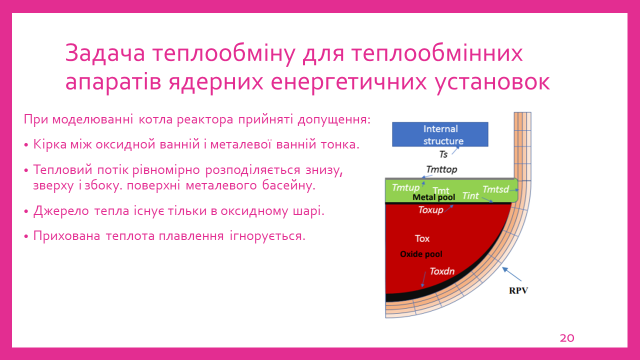 Задача теплообміну для теплообмінних
апаратів ядерних енергетичних установок
При моделюванні котла реактора прийняті допущення:
• Кірка між оксидной ванній і металевої ванній тонка.
• Тепловий потік рівномірно розподіляється знизу,
зверху і збоку. поверхні металевого басейну.
• Джерело тепла існує тільки в оксидному шарі.
• Прихована теплота плавлення ігнорується.
Internal
structure
Ts
Tmttop
Tmtup
Tmt
Tmtsd
Metal pool
Tint
Toxup
Tox
Oxide pool
Toxdn
RPV
20